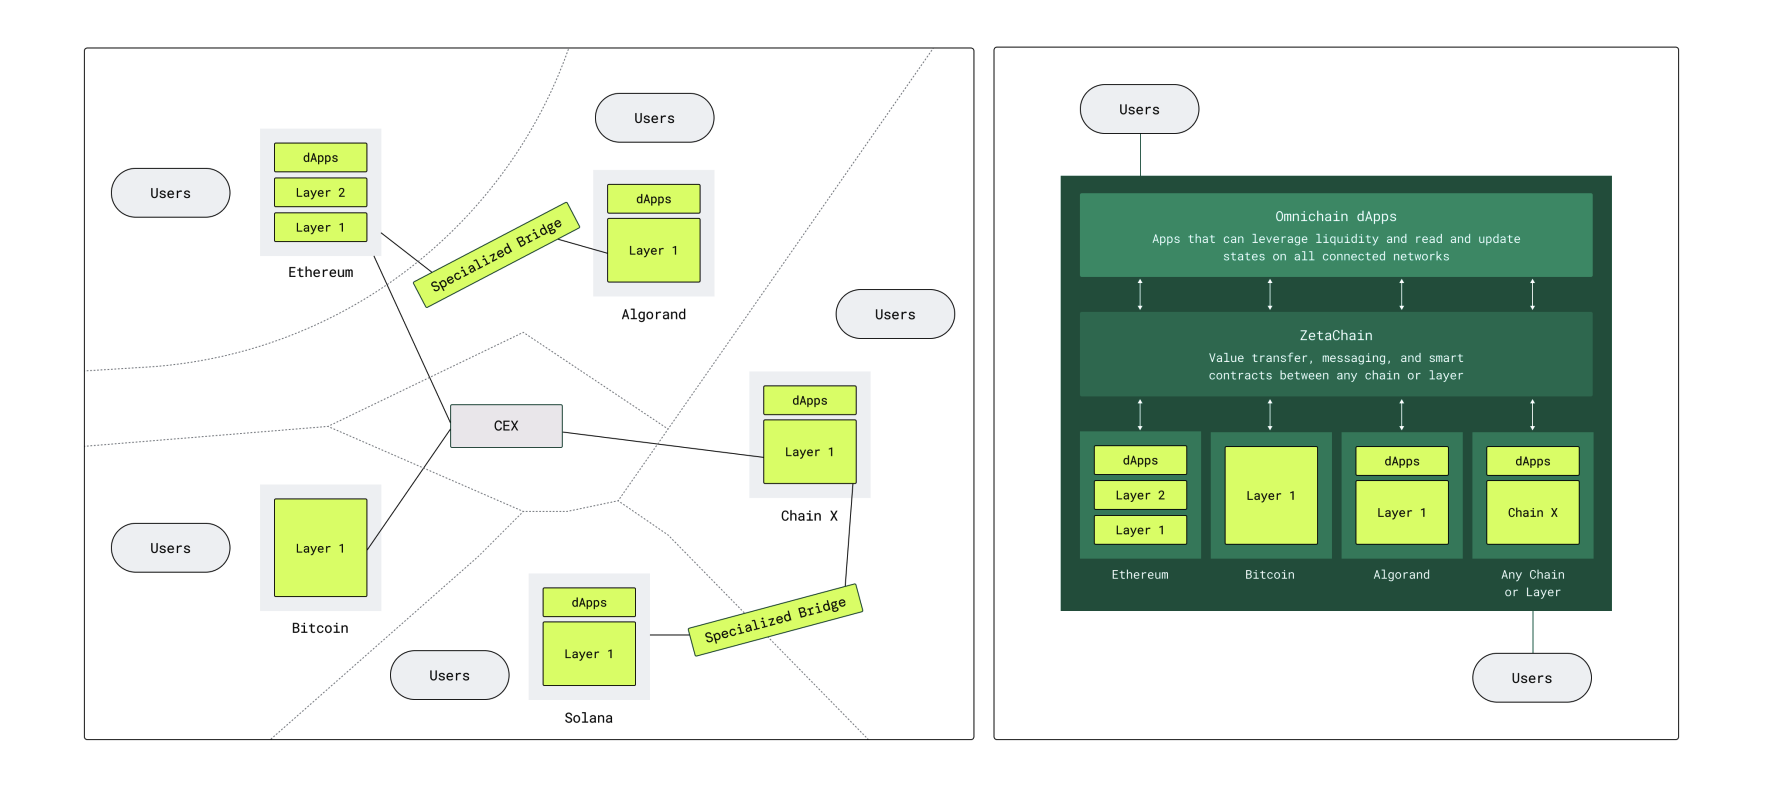 Users
dApps
Layer 2
Layer 1
Ethereum
Specialized Bridge
Users
dApps
Layer 1
Algorand
Users
dApps
Layer 1
Chain X
CEX
Users
Layer 1
Bitcoin
Users
dApps
Layer 1
Solana
Specialized Bridge
Users
Omnichain dApps
Apps that can leverage liquidity and read and update
states on all connected networks
ZetaChain
Value transfer, messaging, and smart
contracts between any chain or layer
dApps
Layer 2
Layer 1
Ethereum
Layer 1
Bitcoin
dApps
Layer 1
Algorand
dApps
Chain X
Any Chain
or Layer
Users